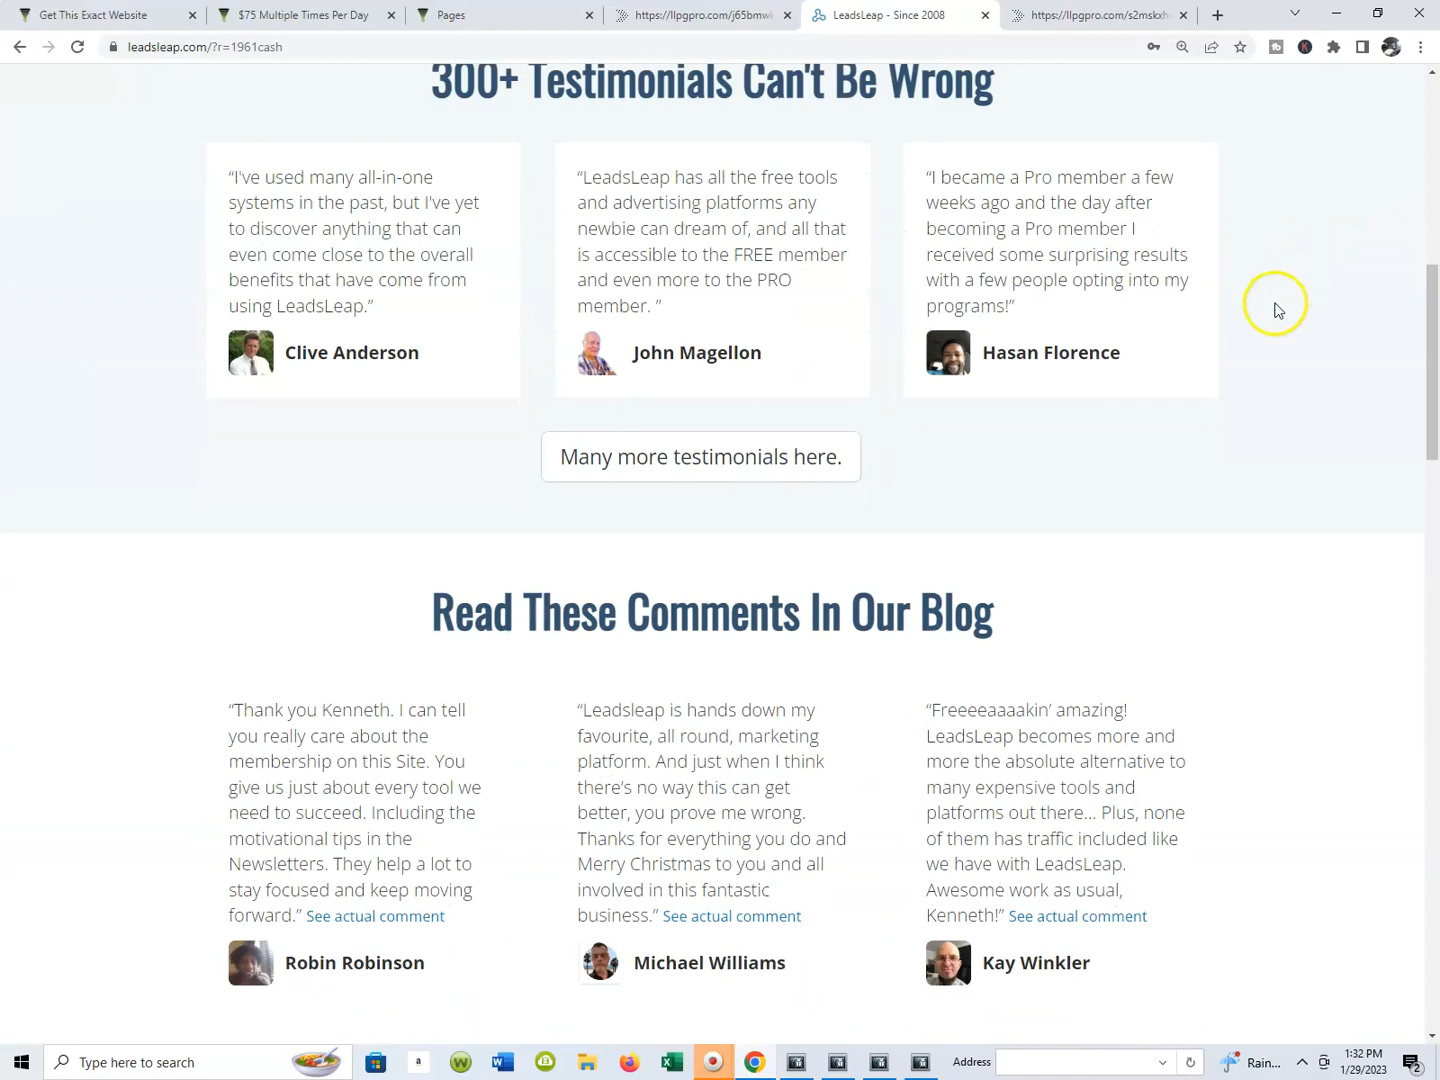 Get This Exact Website
$75 Multiple Times Per Day
Pages
https://llpgpro.com/j65bmwk
LeadsLeap - Since 2008
https://llpgpro.com/s2mskxh
leadsleap.com/?r=1961cash
300+ Testimonials Can't Be Wrong
“I've used many all-in-one
systems in the past, but I've yet
to discover anything that can
even come close to the overall
benefits that have come from
using LeadsLeap.”
Clive Anderson
“LeadsLeap has all the free tools
and advertising platforms any
newbie can dream of, and all that
is accessible to the FREE member
and even more to the PRO
member. ”
John Magellon
“I became a Pro member a few
weeks ago and the day after
becoming a Pro member I
received some surprising results
with a few people opting into my
programs!”
Hasan Florence
Many more testimonials here.
Read These Comments In Our Blog
“Thank you Kenneth. I can tell
you really care about the
membership on this Site. You
give us just about every tool we
need to succeed. Including the
motivational tips in the
Newsletters. They help a lot to
stay focused and keep moving
forward.” See actual comment
Robin Robinson
“Leadsleap is hands down my
favourite, all round, marketing
platform. And just when I think
there’s no way this can get
better, you prove me wrong.
Thanks for everything you do and
Merry Christmas to you and all
involved in this fantastic
business.” See actual comment
Michael Williams
“Freeeeaaaakin’ amazing!
LeadsLeap becomes more and
more the absolute alternative to
many expensive tools and
platforms out there... Plus, none
of them has traffic included like
we have with LeadsLeap.
Awesome work as usual,
Kenneth!” See actual comment
Kay Winkler
Type here to search
Address
Rain...
1:32 PM
1/29/2023
2